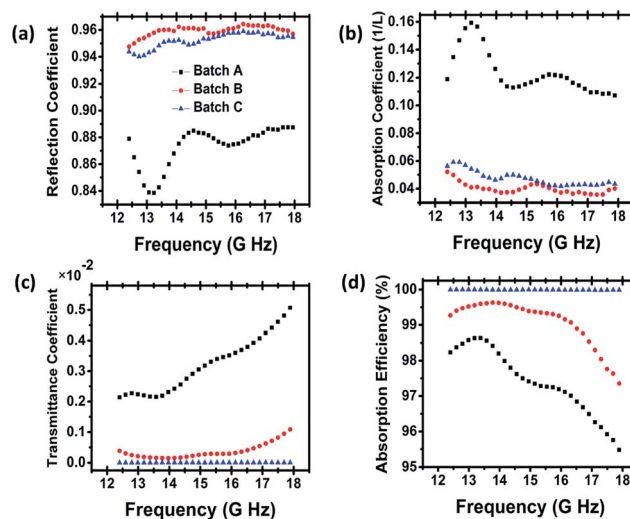 (a)
Reflection Coefficient
0.96
0.94
0.92
0.90
0.88
0.86
0.84
Batch A
Batch B
Batch C
12 13 14 15 16 17 18
Frequency (G Hz)
(b)
Absorption Coefficient (1/L)
0.16
0.12
0.08
0.06
0.04
12 13 14 15 16 17 18
Frequency (G Hz)
(c)
×10⁻²
Transmittance Coefficient
0.5
0.4
0.3
0.2
0.1
0.0
12 13 14 15 16 17 18
Frequency (G Hz)
(d)
Absorption Efficiency (%)
100
99
98
97
96
95
12 13 14 15 16 17 18
Frequency (G Hz)